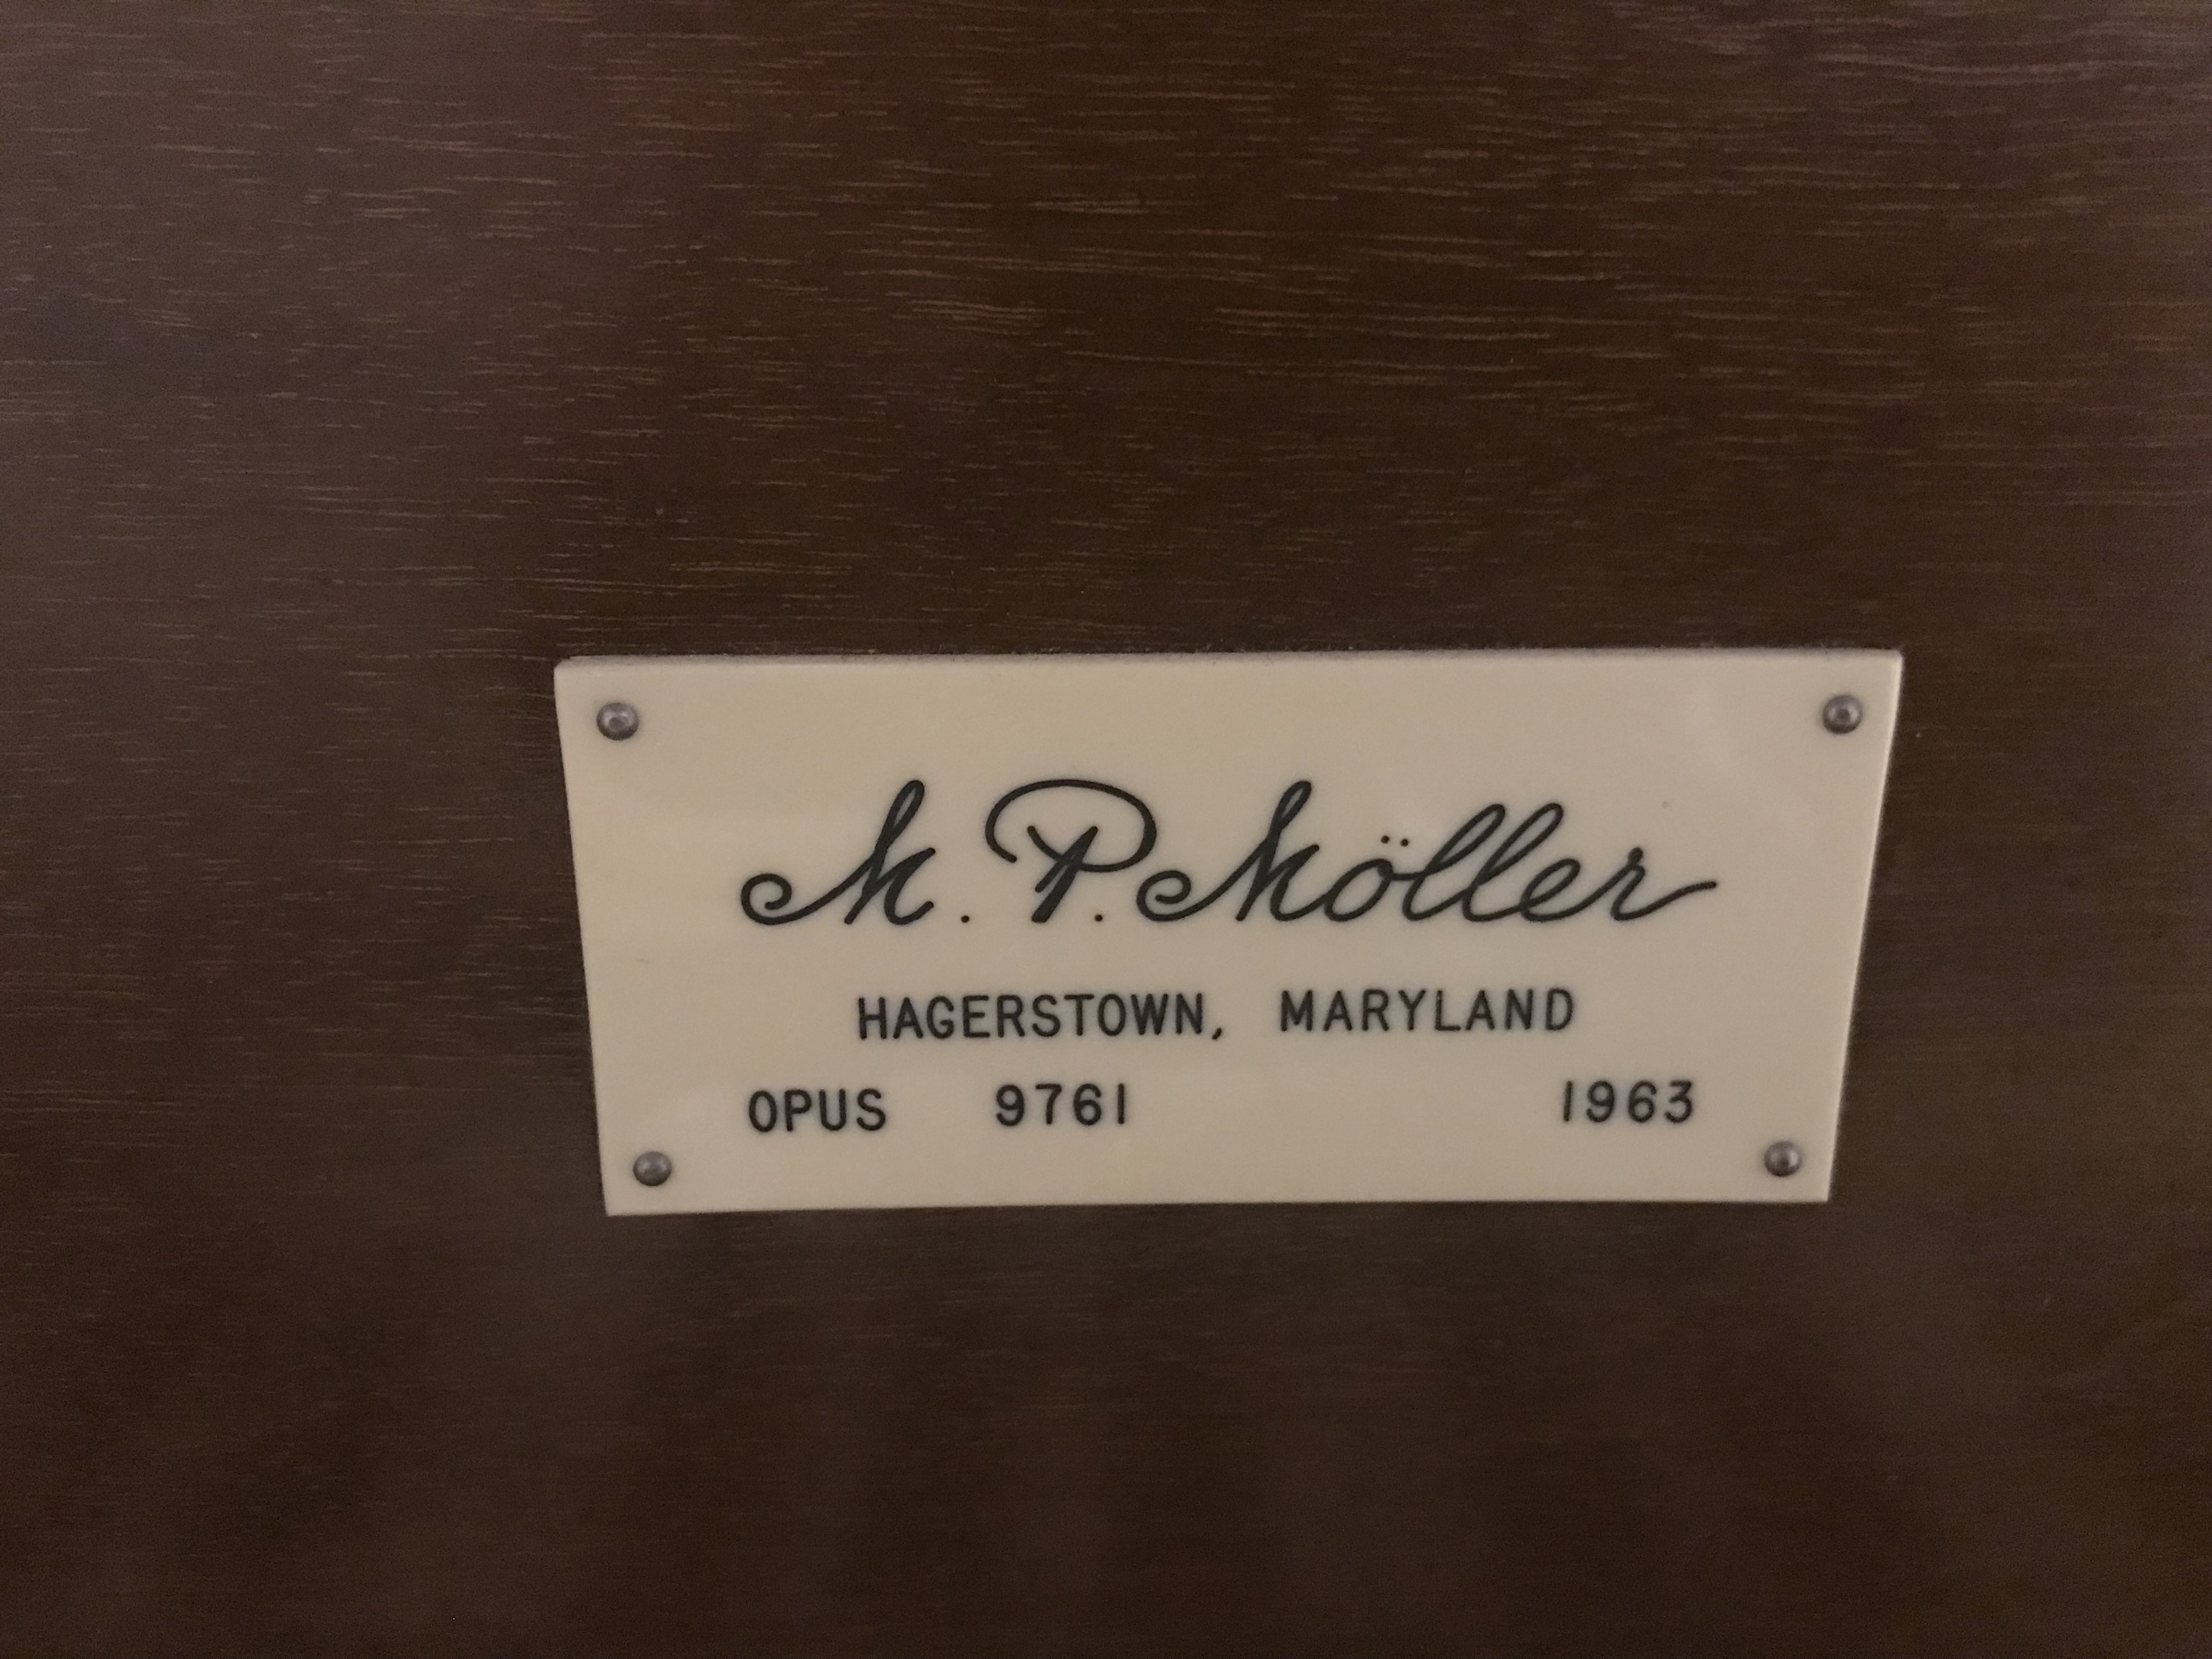 M. P. Möller
HAGERSTOWN, MARYLAND
OPUS 9761 1963